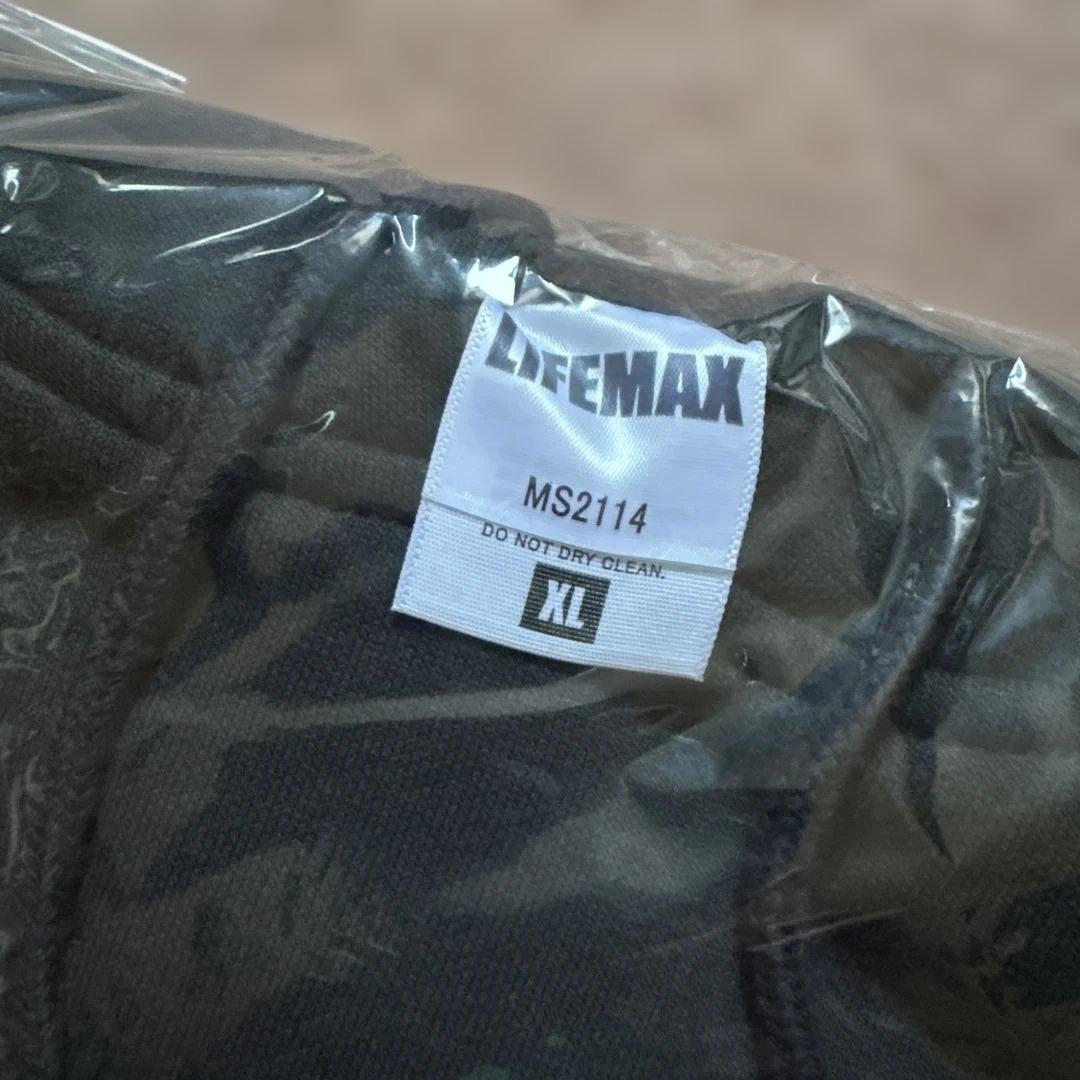 LIFEMAX
MS2114
DO NOT DRY CLEAN.
XL